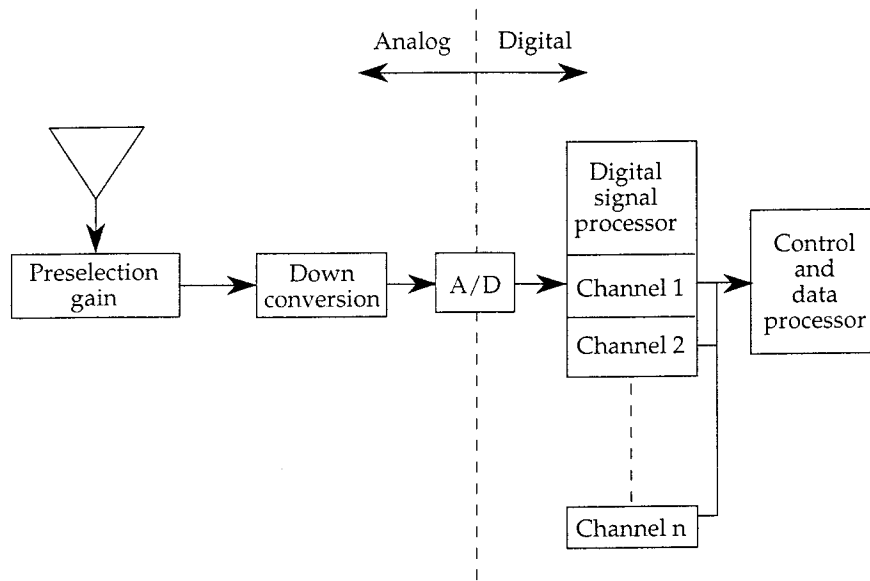 Analog
Digital
Preselection
gain
Down
conversion
A/D
Digital
signal
processor
Channel 1
Channel 2
Channel n
Control
and
data
processor